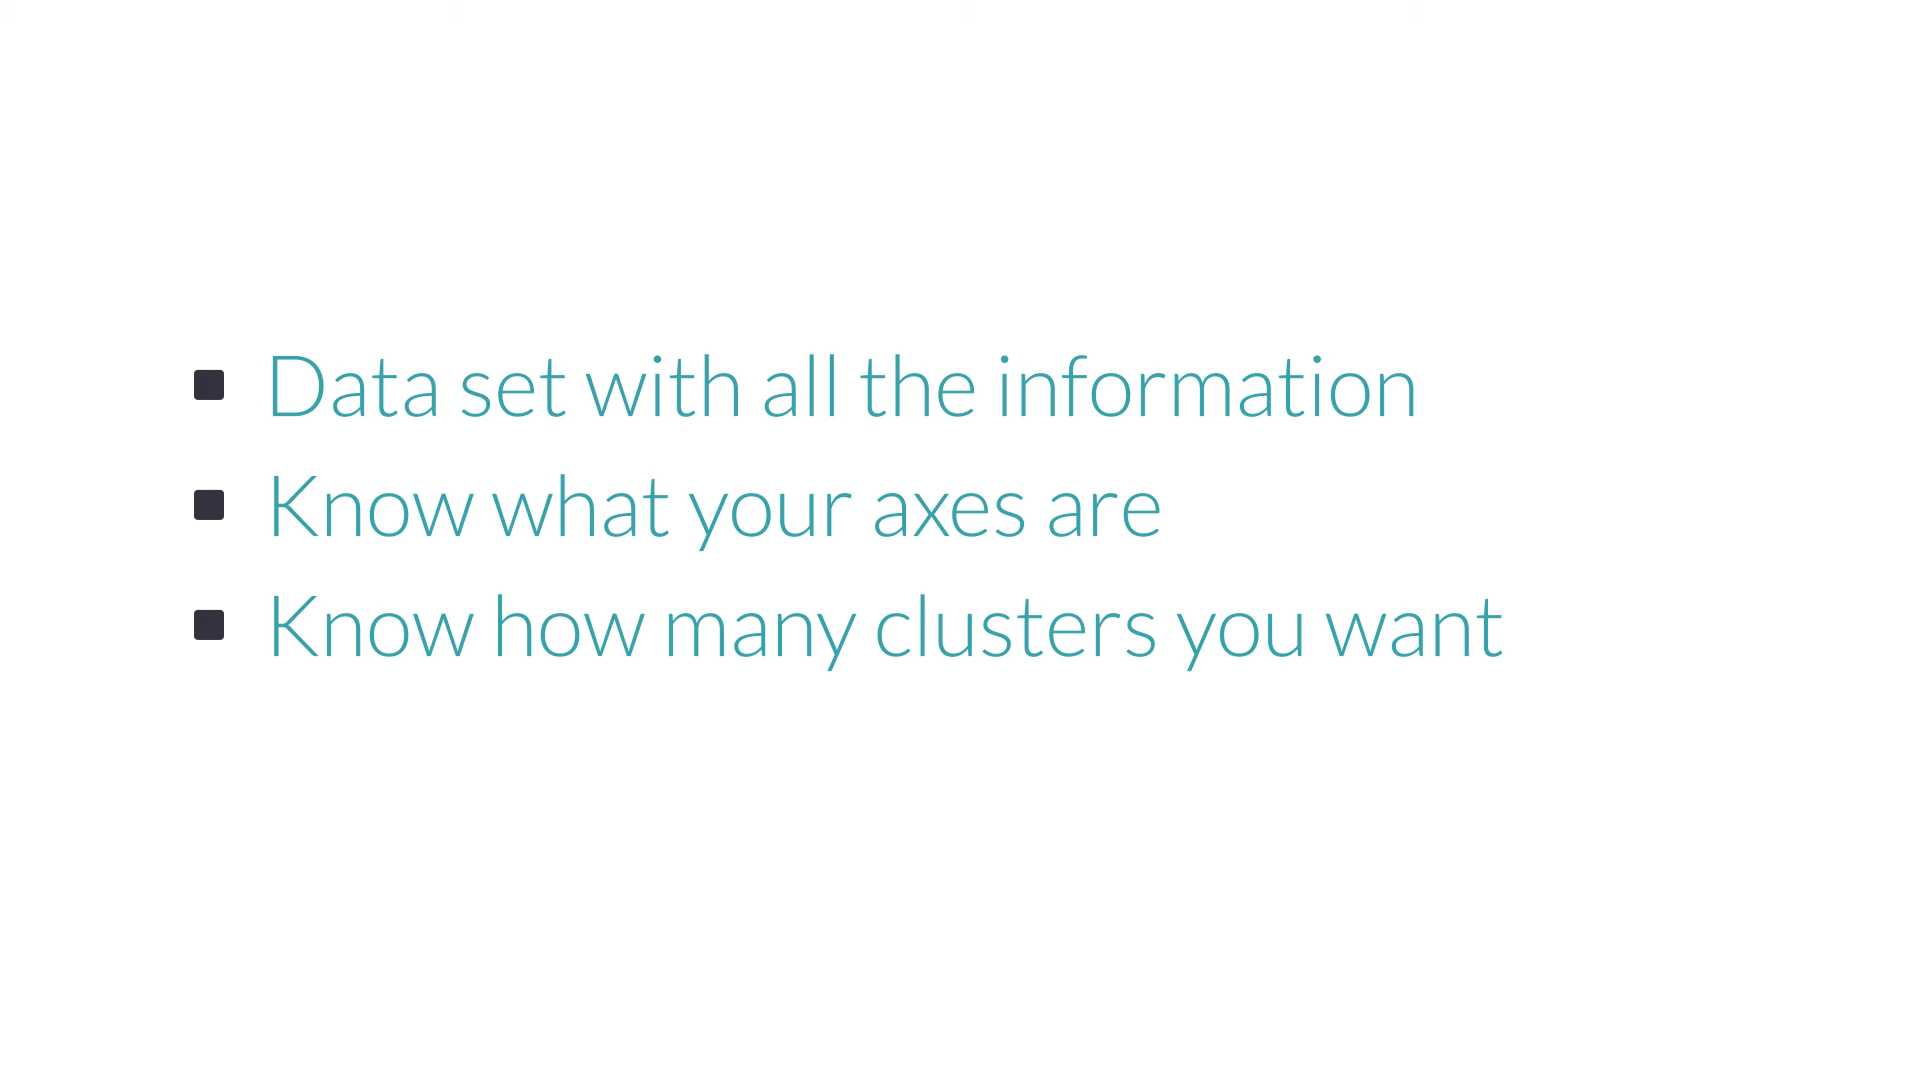 Data set with all the information
Know what your axes are
Know how many clusters you want